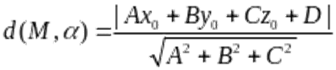 d(M,α) = | Ax₀ + By₀ + Cz₀ + D | / √(A² + B² + C²)